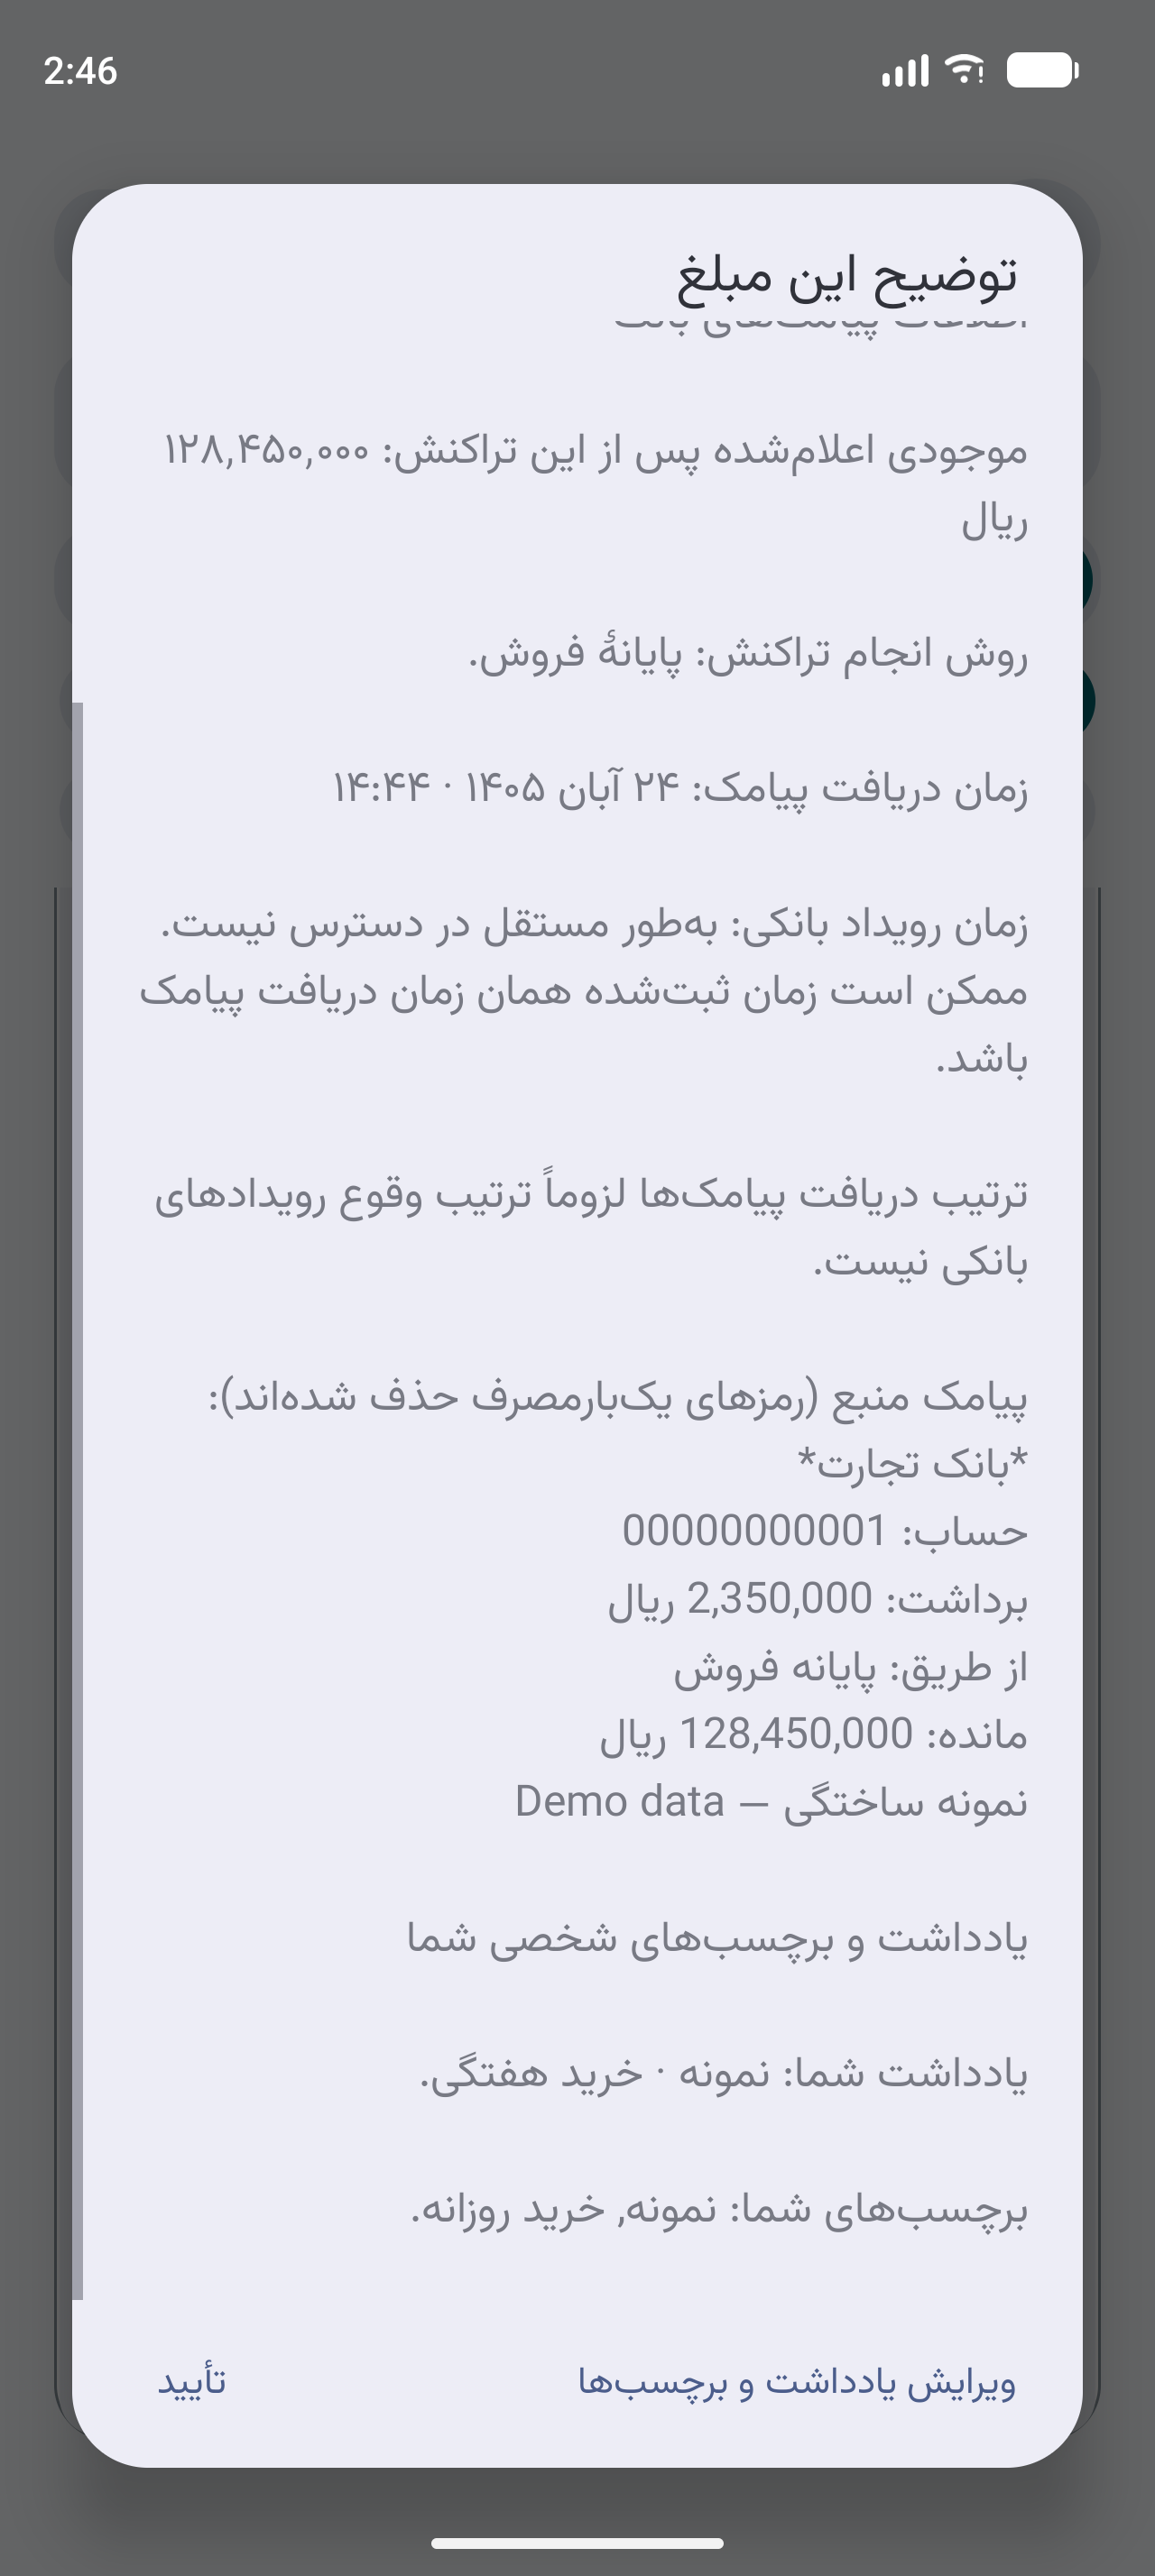 2:46
توضیح این مبلغ
اطلاعات پیامک‌های بانک
موجودی اعلام‌شده پس از این تراکنش: ۱۲۸,۴۵۰,۰۰۰
ریال
روش انجام تراکنش: پایانهٔ فروش.
زمان دریافت پیامک: ۲۴ آبان ۱۴۰۵ · ۱۴:۴۴
زمان رویداد بانکی: به‌طور مستقل در دسترس نیست.
ممکن است زمان ثبت‌شده همان زمان دریافت پیامک
باشد.
ترتیب دریافت پیامک‌ها لزوماً ترتیب وقوع رویدادهای
بانکی نیست.
پیامک منبع (رمزهای یک‌بارمصرف حذف شده‌اند):
*بانک تجارت*
حساب: 00000000001
برداشت: 2,350,000 ریال
از طریق: پایانه فروش
مانده: 128,450,000 ریال
نمونه ساختگی — Demo data
یادداشت و برچسب‌های شخصی شما
یادداشت شما: نمونه · خرید هفتگی.
برچسب‌های شما: نمونه, خرید روزانه.
ویرایش یادداشت و برچسب‌ها
تأیید